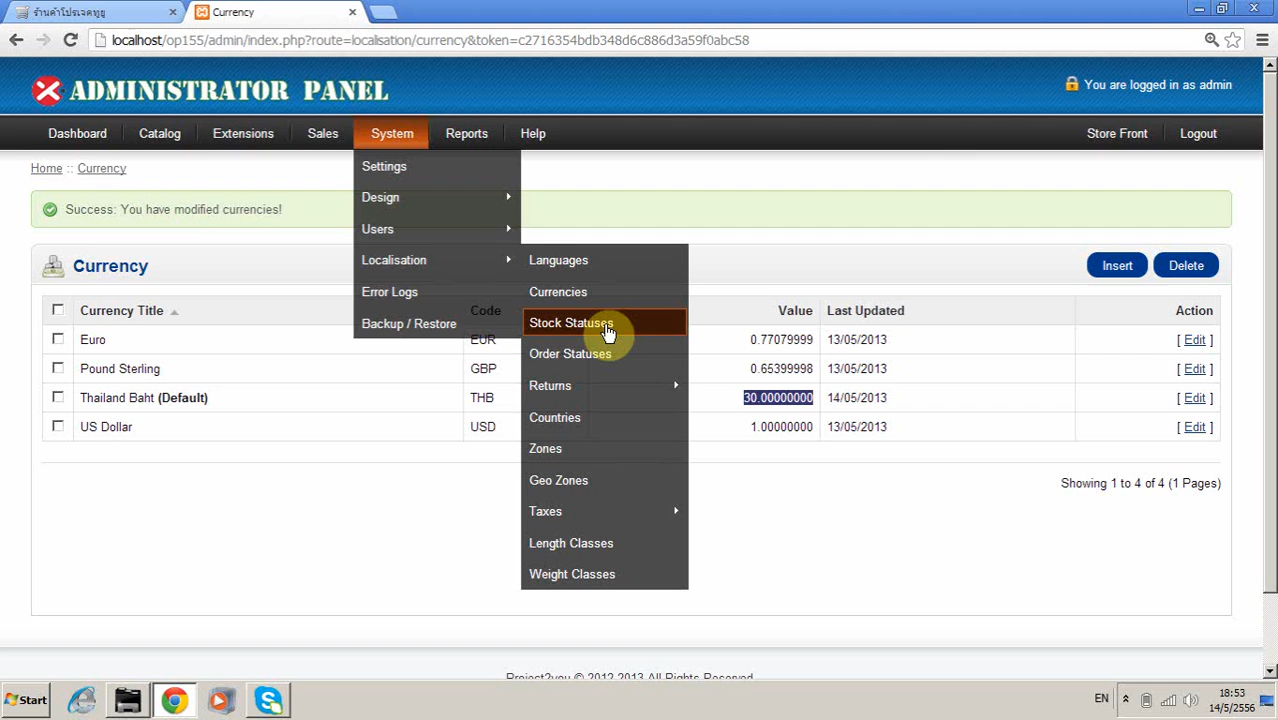 ร้านค้าโปรเจคทูยู
Currency
localhost/op155/admin/index.php?route=localisation/currency&token=c2716354bdb348d6c886d3a59f0abc58
ADMINISTRATOR PANEL
You are logged in as admin
Dashboard Catalog Extensions Sales System Reports Help Store Front Logout
Home :: Currency
Settings
Design
Users
Localisation
Error Logs
Backup / Restore
Languages
Currencies
Stock Statuses
Order Statuses
Returns
Countries
Zones
Geo Zones
Taxes
Length Classes
Weight Classes
Success: You have modified currencies!
Currency
Insert Delete
Currency Title Code Value Last Updated Action
Euro EUR 0.77079999 13/05/2013 [ Edit ]
Pound Sterling GBP 0.65399998 13/05/2013 [ Edit ]
Thailand Baht (Default) THB 30.00000000 14/05/2013 [ Edit ]
US Dollar USD 1.00000000 13/05/2013 [ Edit ]
Showing 1 to 4 of 4 (1 Pages)
Project2you © 2012-2013 All Rights Reserved
Start
EN
18:53
14/5/2556